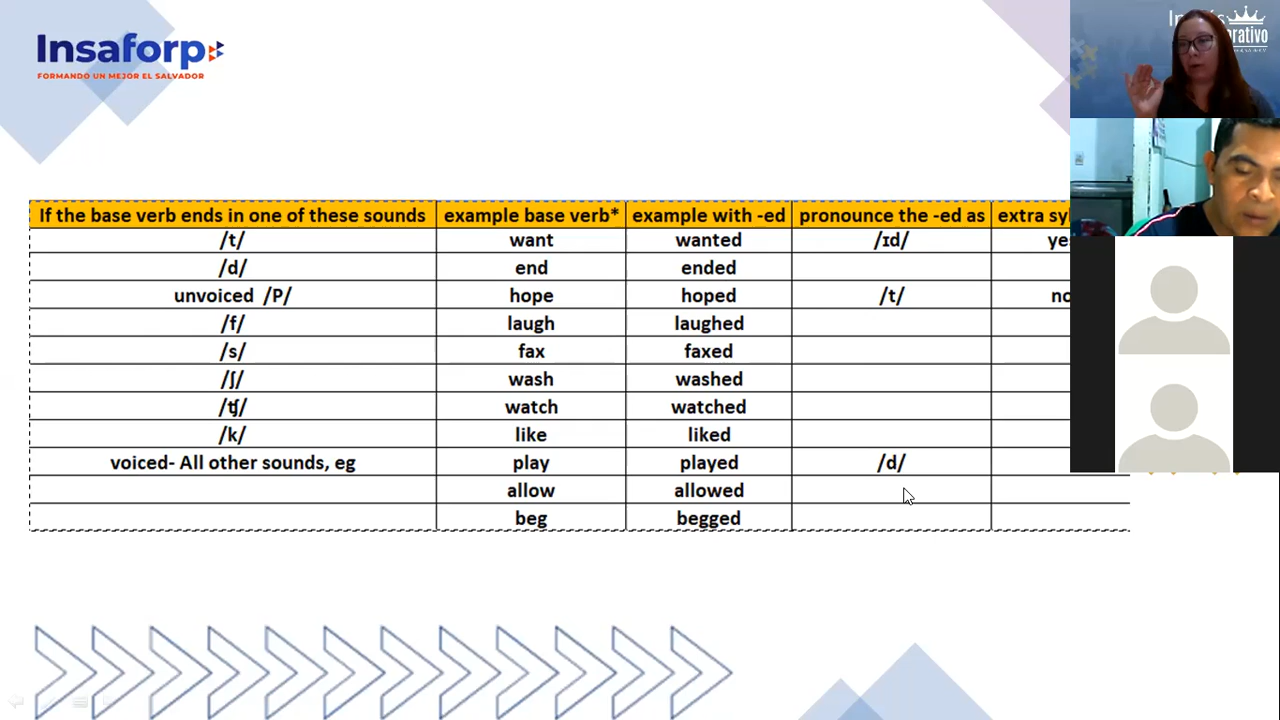 Insaforp
FORMANDO UN MEJOR EL SALVADOR
If the base verb ends in one of these sounds example base verb* example with -ed pronounce the -ed as extra
/t/ want wanted /ɪd/
/d/ end ended
unvoiced /P/ hope hoped /t/ no
/f/ laugh laughed
/s/ fax faxed
/ʃ/ wash washed
/ʧ/ watch watched
/k/ like liked
voiced- All other sounds, eg play played /d/
allow allowed
beg begged